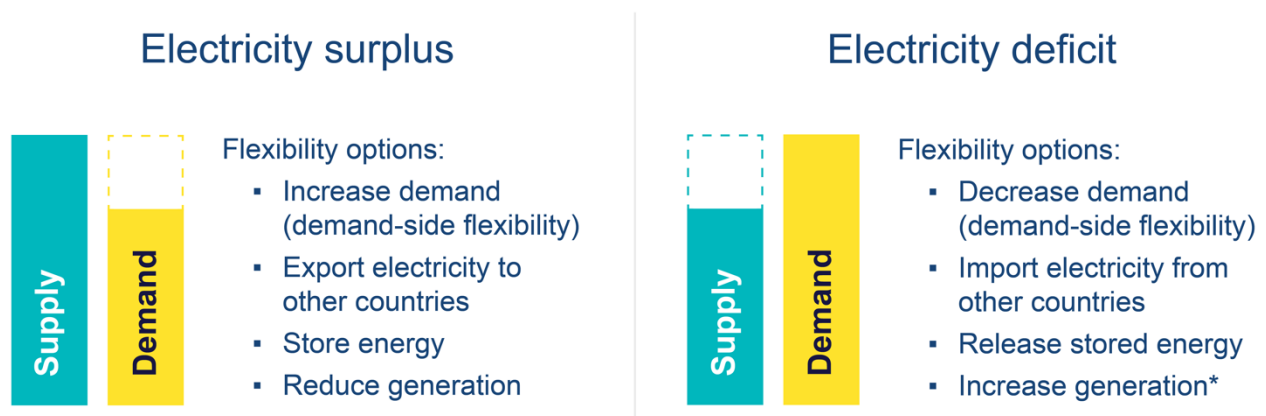 Electricity surplus
Supply
Demand
Flexibility options:
▪ Increase demand
(demand-side flexibility)
▪ Export electricity to
other countries
▪ Store energy
▪ Reduce generation
Electricity deficit
Supply
Demand
Flexibility options:
▪ Decrease demand
(demand-side flexibility)
▪ Import electricity from
other countries
▪ Release stored energy
▪ Increase generation*